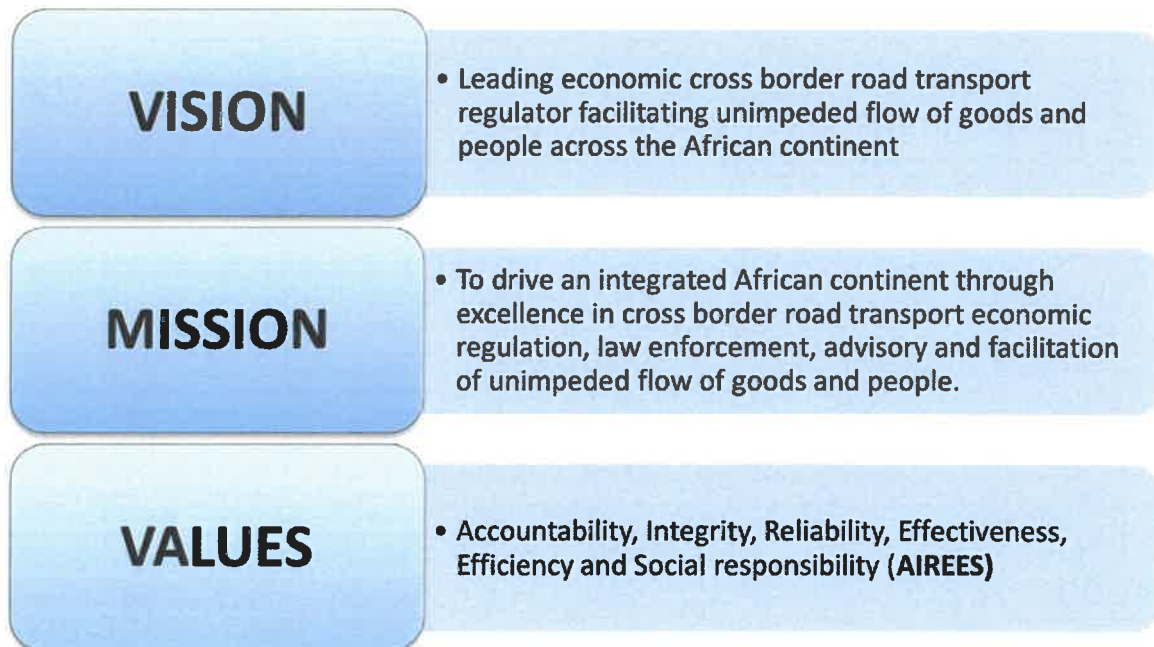 VISION
• Leading economic cross border road transport
regulator facilitating unimpeded flow of goods and
people across the African continent
MISSION
• To drive an integrated African continent through
excellence in cross border road transport economic
regulation, law enforcement, advisory and facilitation
of unimpeded flow of goods and people.
VALUES
• Accountability, Integrity, Reliability, Effectiveness,
Efficiency and Social responsibility (AIREES)